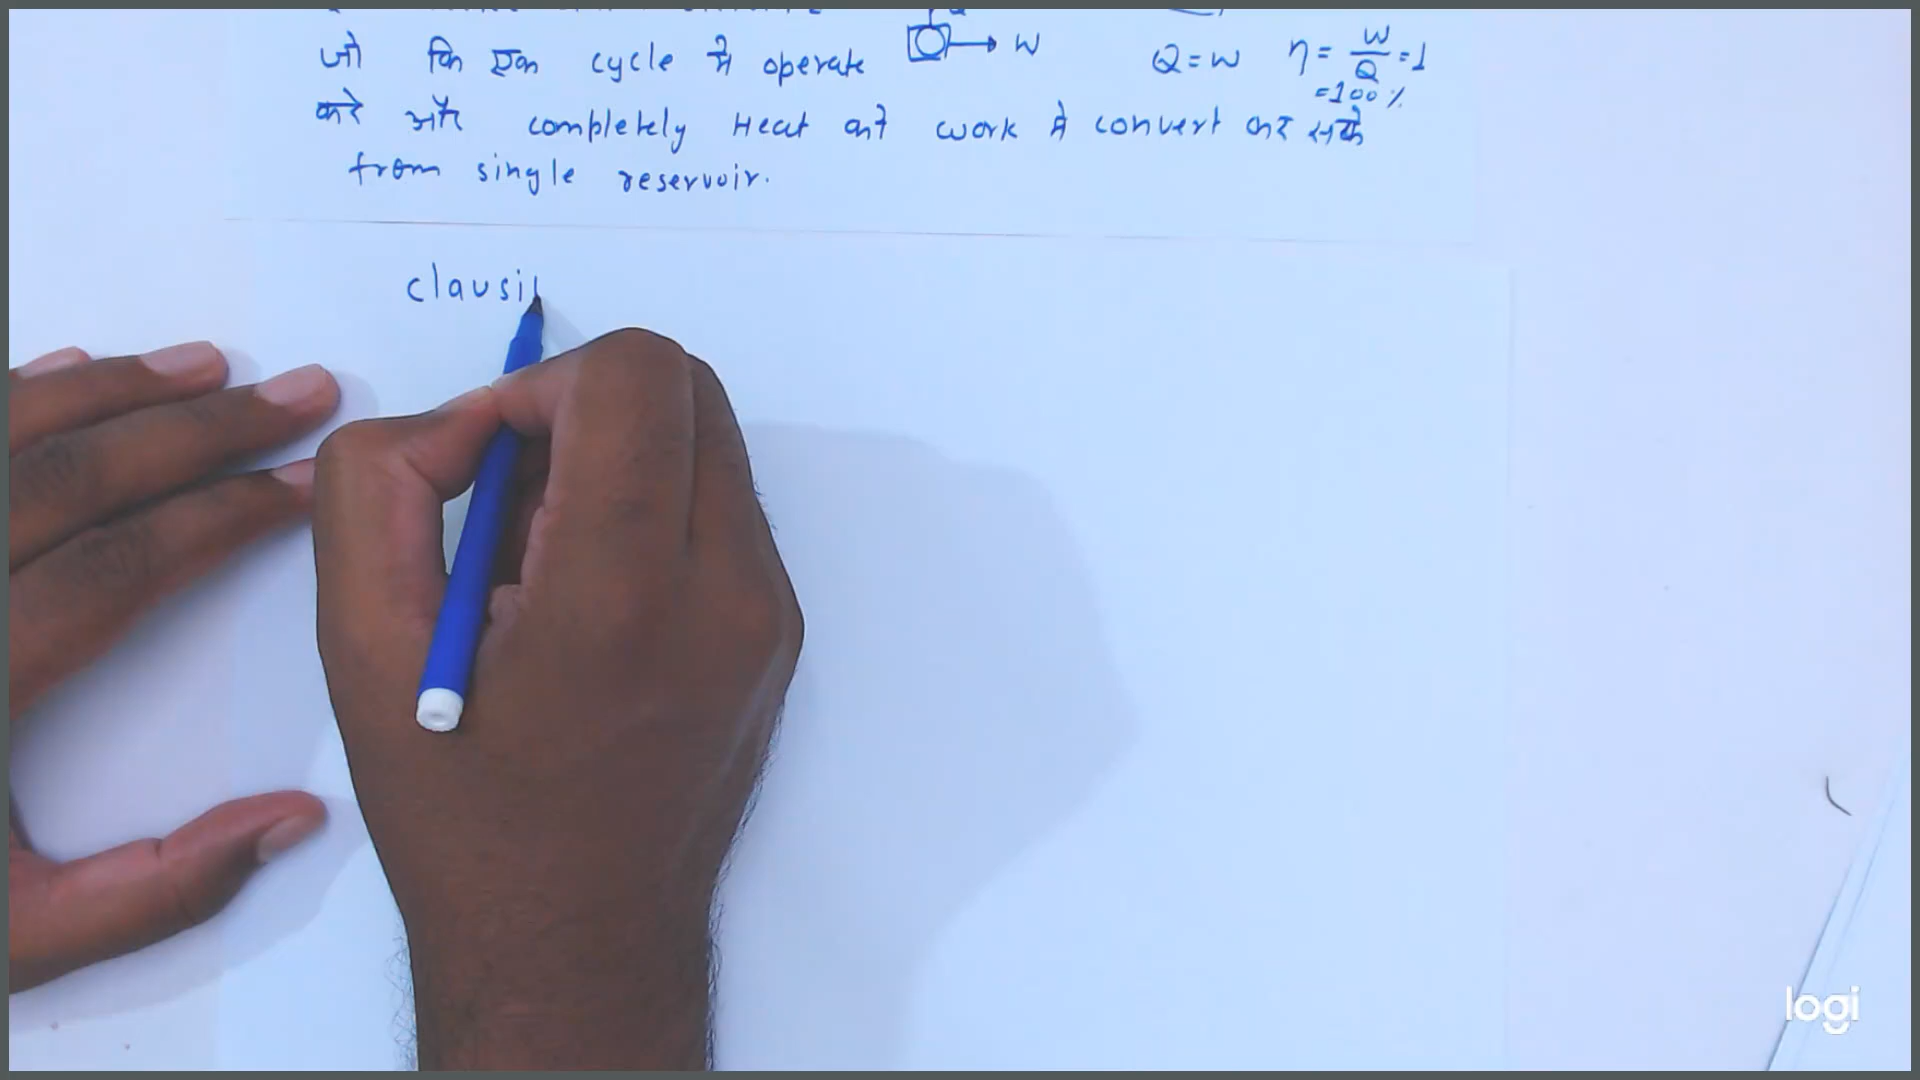 Q
जो कि एक cycle मे operate → W Q = W η = W/Q = 1
= 100 %
करे और completely Heat को work मे convert कर सके
from single reservoir.
clausi
logi